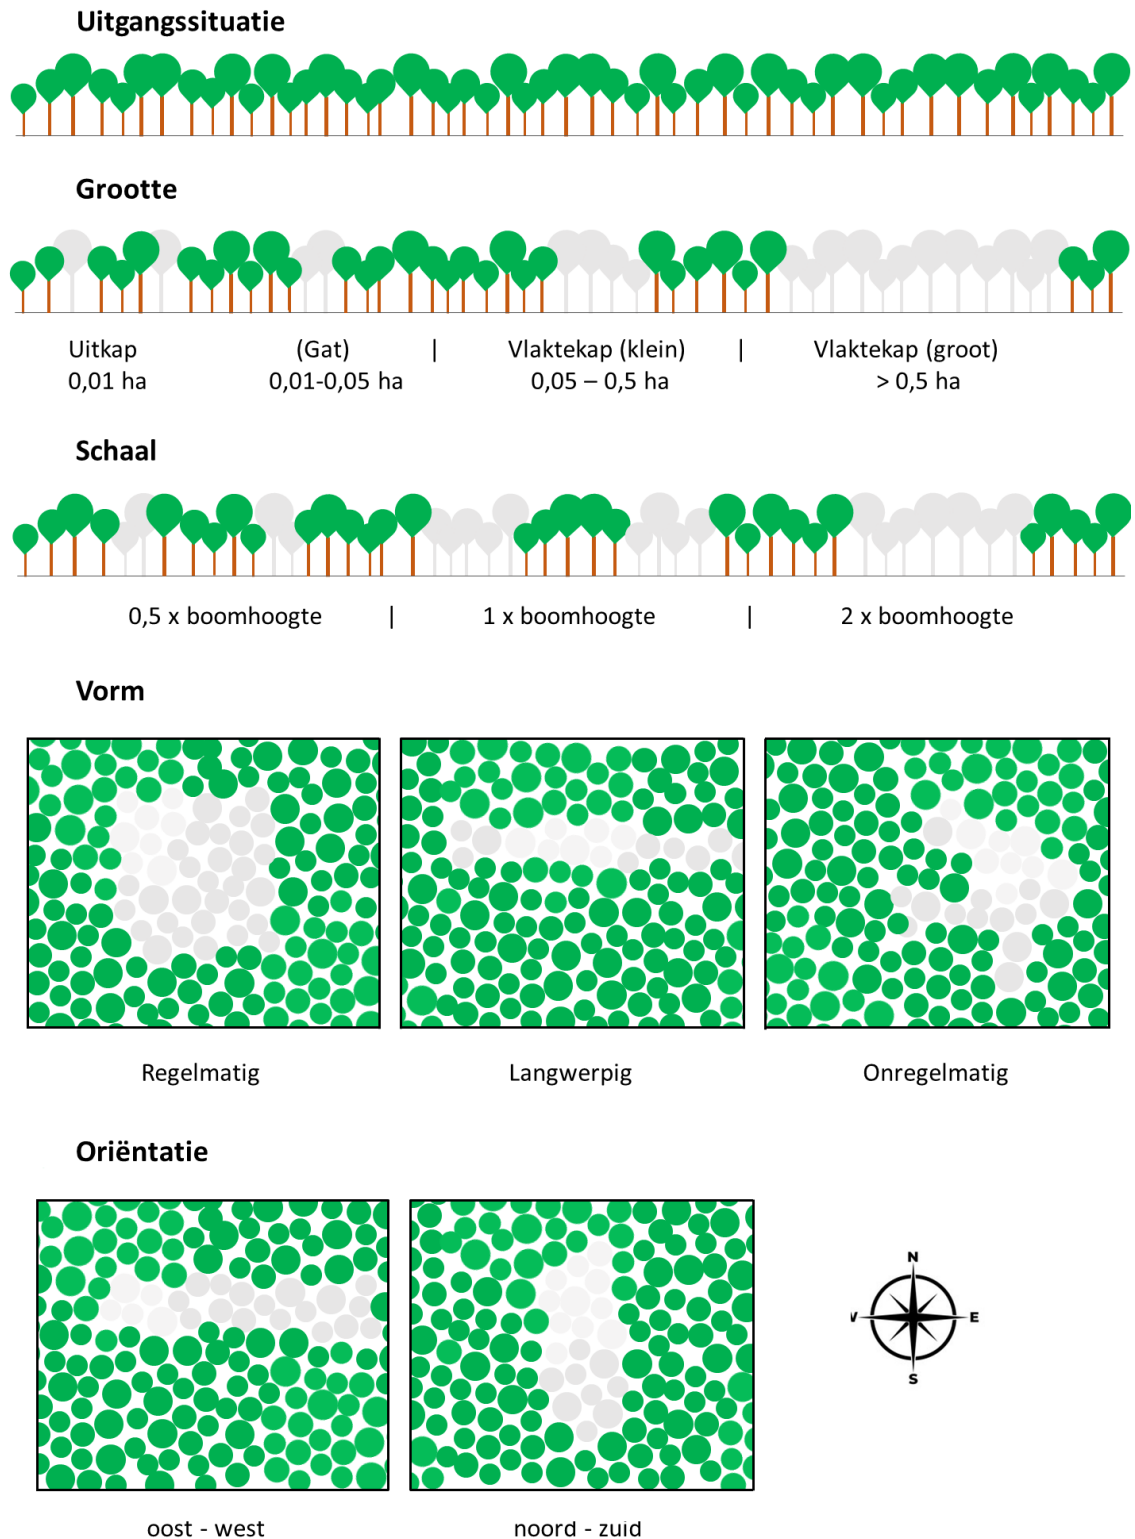 Uitgangssituatie
Grootte
Uitkap (Gat) | Vlaktekap (klein) | Vlaktekap (groot)
0,01 ha 0,01-0,05 ha 0,05 – 0,5 ha > 0,5 ha
Schaal
0,5 x boomhoogte | 1 x boomhoogte | 2 x boomhoogte
Vorm
Regelmatig Langwerpig Onregelmatig
Oriëntatie
N
E
S
oost - west noord - zuid